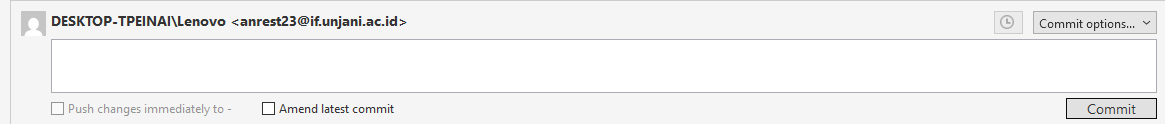 DESKTOP-TPEINAI\Lenovo <anrest23@if.unjani.ac.id>
Commit options...
Push changes immediately to -
Amend latest commit
Commit